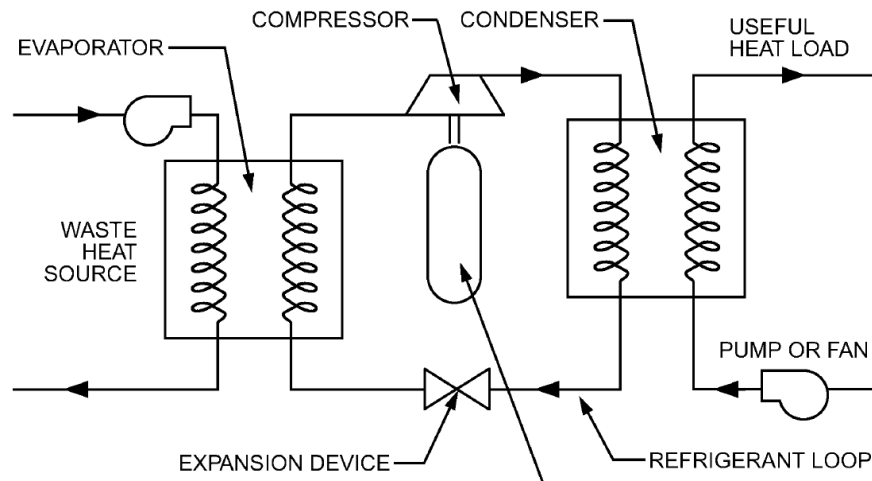 COMPRESSOR
CONDENSER
USEFUL
HEAT LOAD
EVAPORATOR
WASTE
HEAT
SOURCE
PUMP OR FAN
EXPANSION DEVICE
REFRIGERANT LOOP